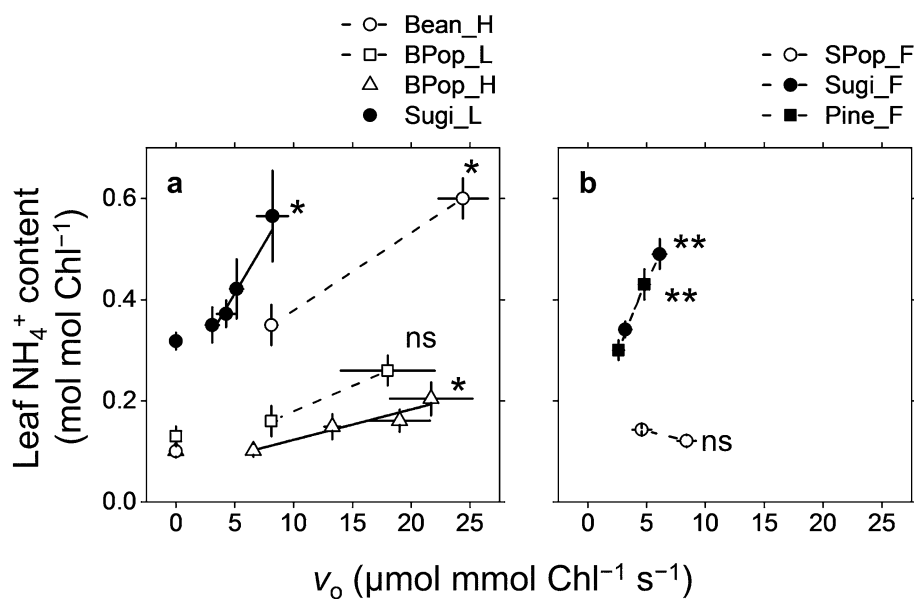 Bean_H
BPop_L
BPop_H
Sugi_L
SPop_F
Sugi_F
Pine_F
a
b
*
*
ns
*
**
**
ns
0.6
0.4
0.2
0.0
0 5 10 15 20 25
0 5 10 15 20 25
Leaf NH₄⁺ content
(mol mol Chl⁻¹)
vₒ (µmol mmol Chl⁻¹ s⁻¹)